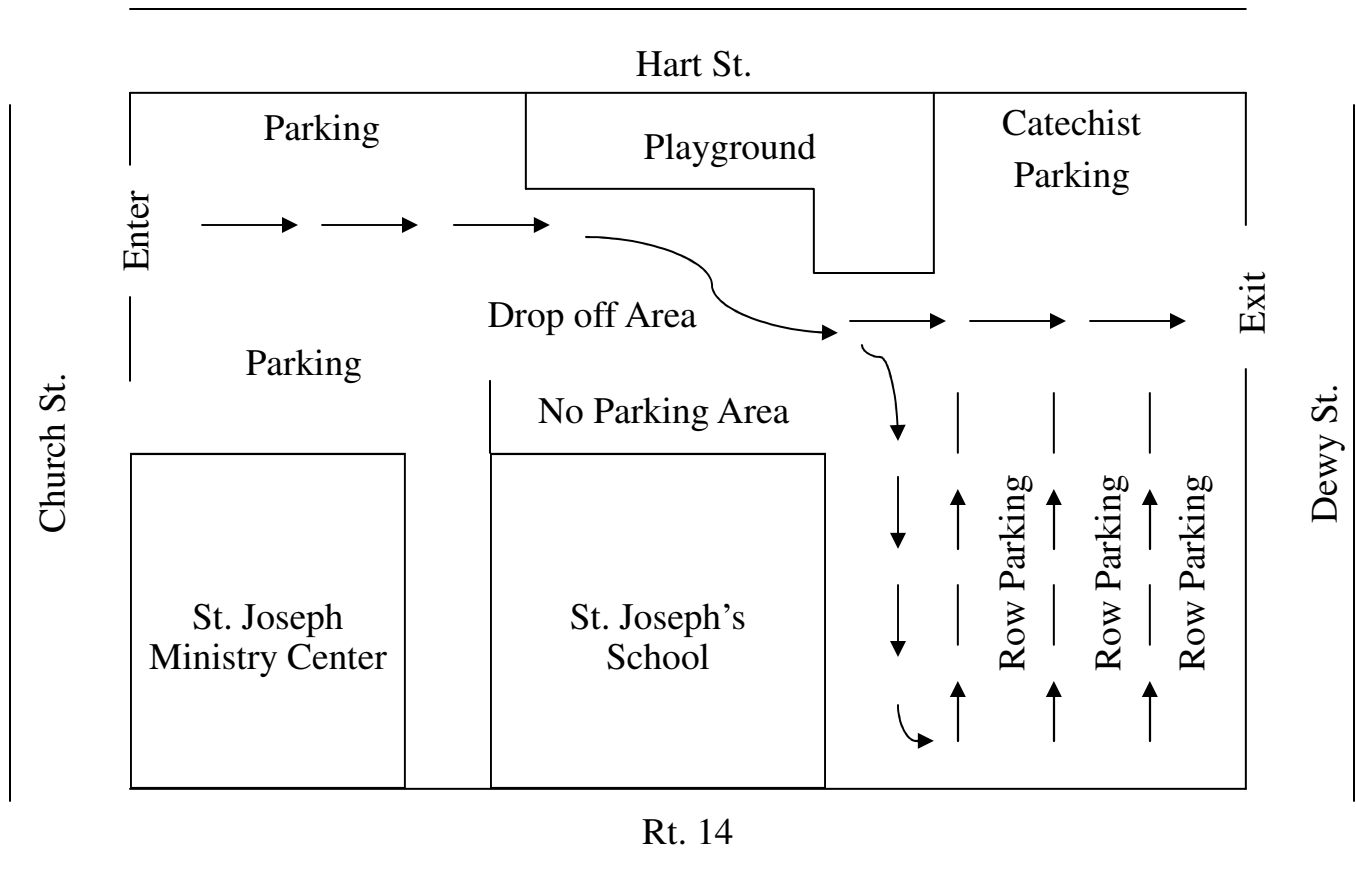 Hart St.
Parking
Playground
Catechist
Parking
Enter
Exit
Drop off Area
Parking
No Parking Area
Church St.
Dewy St.
Row Parking
Row Parking
Row Parking
St. Joseph
Ministry Center
St. Joseph’s
School
Rt. 14